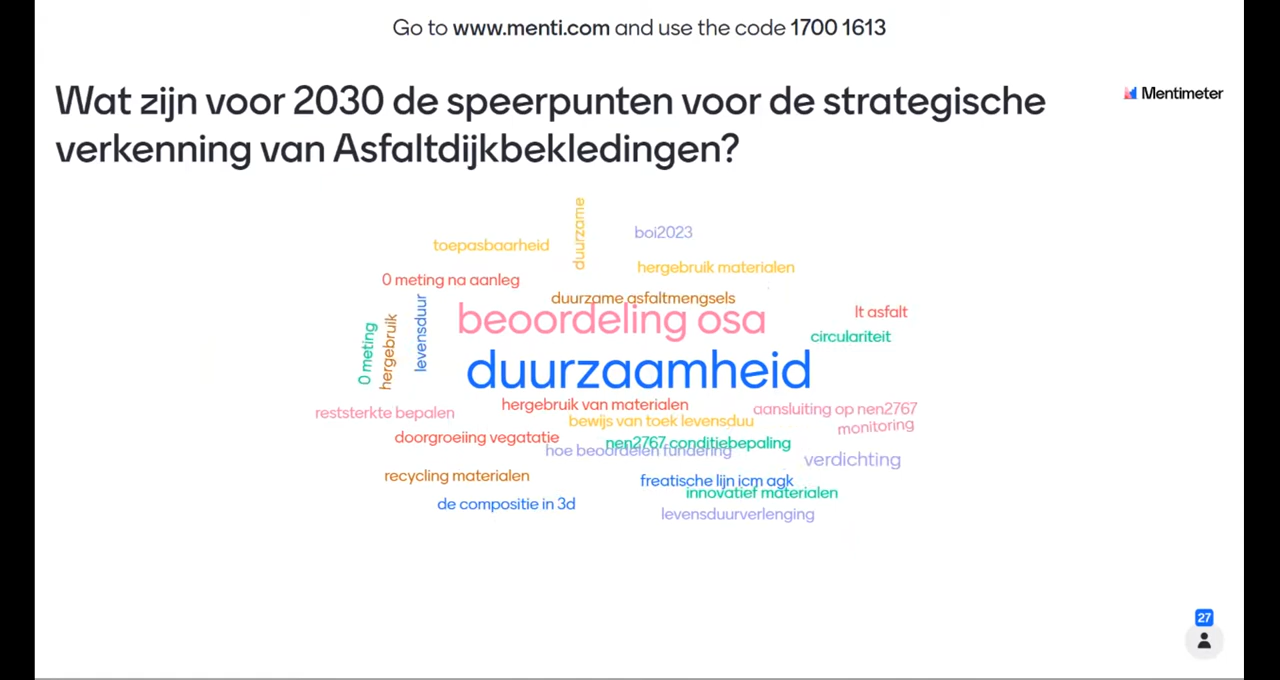 Go to www.menti.com and use the code 1700 1613
Wat zijn voor 2030 de speerpunten voor de strategische
verkenning van Asfaltdijkbekledingen?
Mentimeter
duurzame
boi2023
toepasbaarheid
hergebruik materialen
0 meting na aanleg
duurzame asfaltmengsels
lt asfalt
beoordeling osa
circulariteit
levensduur
hergebruik
0 meting
duurzaamheid
hergebruik van materialen
aansluiting op nen2767
reststerkte bepalen
bewijs van toek levensduu
monitoring
doorgroeiing vegatatie
nen2767 conditiebepaling
hoe beoordelen fundering
verdichting
recycling materialen
freatische lijn icm agk
innovatief materialen
de compositie in 3d
levensduurverlenging
27